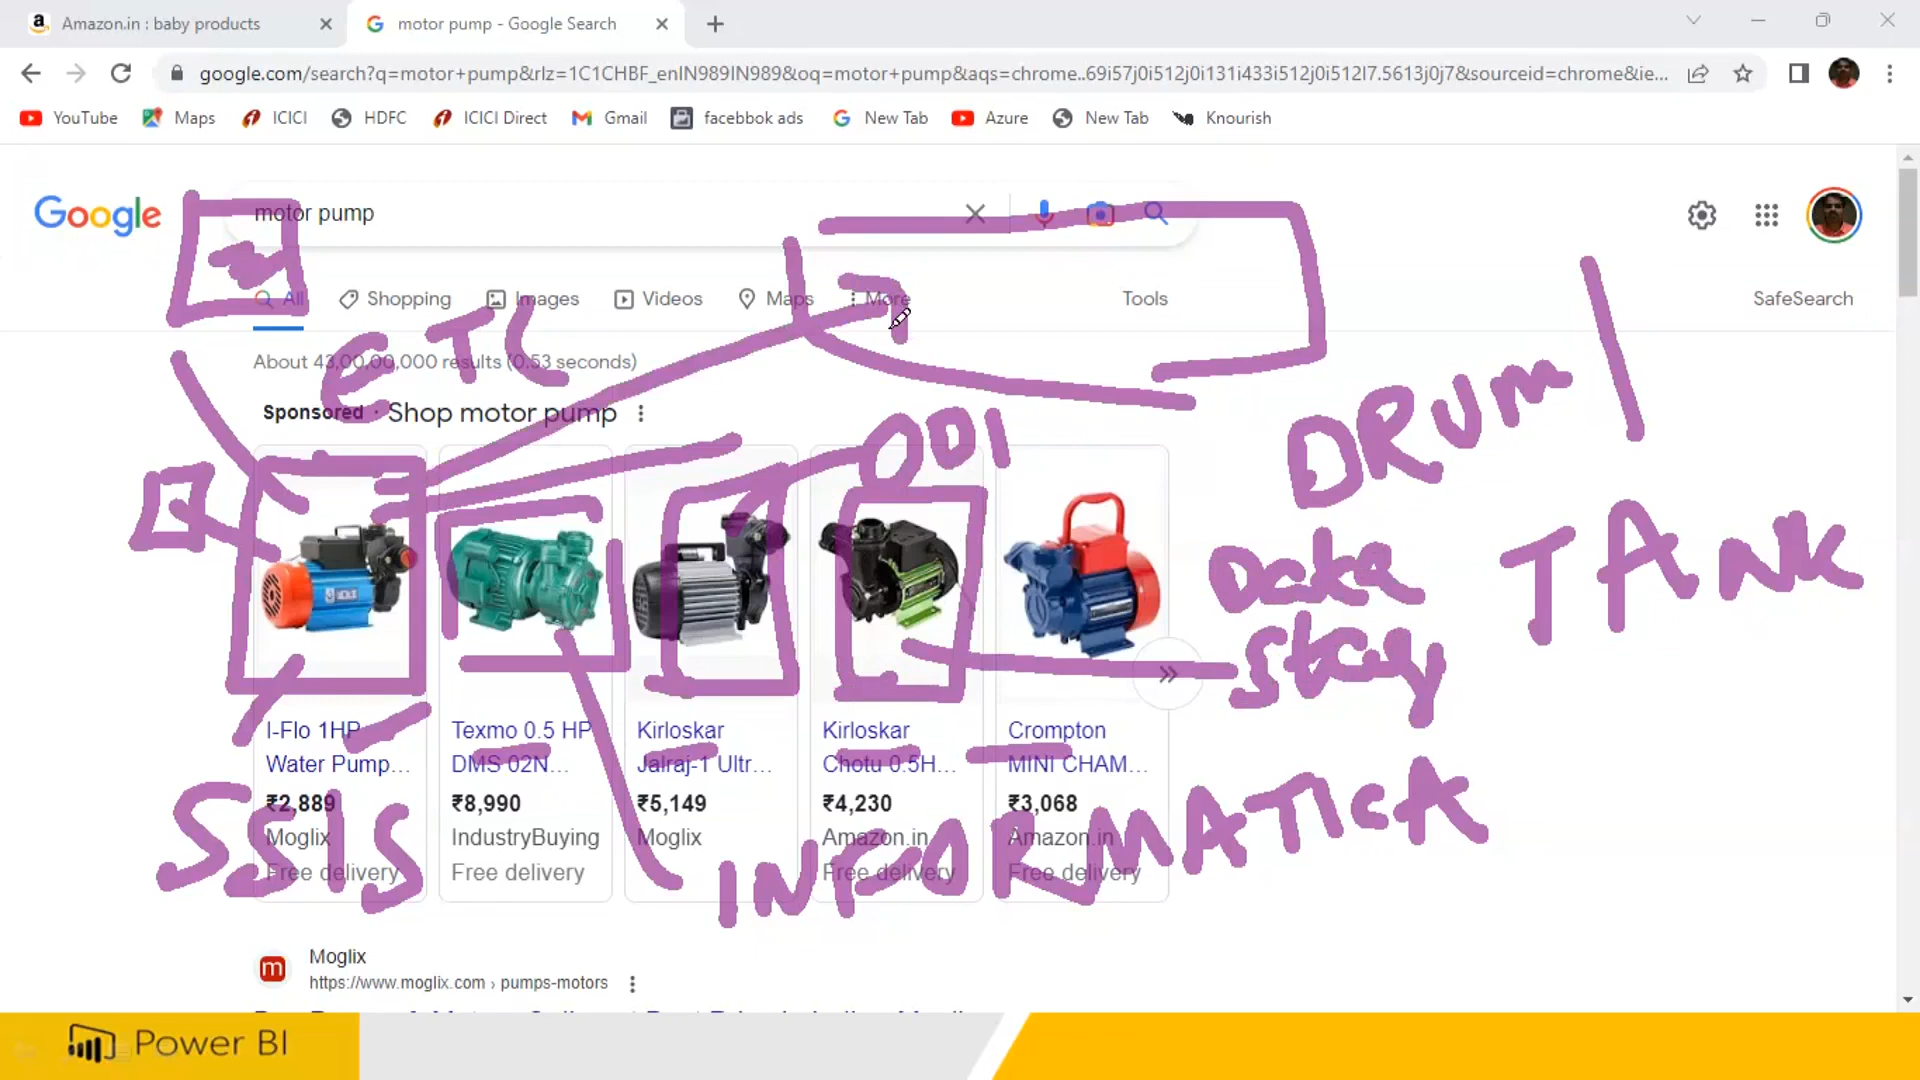 Amazon.in : baby products
motor pump - Google Search
google.com/search?q=motor+pump&rlz=1C1CHBF_enIN989IN989&oq=motor+pump&aqs=chrome..69i57j0i512j0i131i433i512j0i512l7.5613j0j7&sourceid=chrome&ie...
YouTube Maps ICICI HDFC ICICI Direct Gmail facebbok ads New Tab Azure New Tab Knourish
Google motor pump
All Shopping Images Videos Maps More Tools SafeSearch
ETL
About 43,00,00,000 results (0.53 seconds)
Sponsored · Shop motor pump
ODI
DRUM/
TANK
Data
Stag
I-Flo 1HP Water Pump...
₹2,889
Moglix
Free delivery
Texmo 0.5 HP DMS 02N...
₹8,990
IndustryBuying
Free delivery
Kirloskar Jalraj-1 Ultr...
₹5,149
Moglix
Kirloskar Chotu 0.5H...
₹4,230
Amazon.in
Free delivery
Crompton MINI CHAM...
₹3,068
Amazon.in
Free delivery
SSIS
INFORMATICA
Moglix
https://www.moglix.com › pumps-motors
Power BI